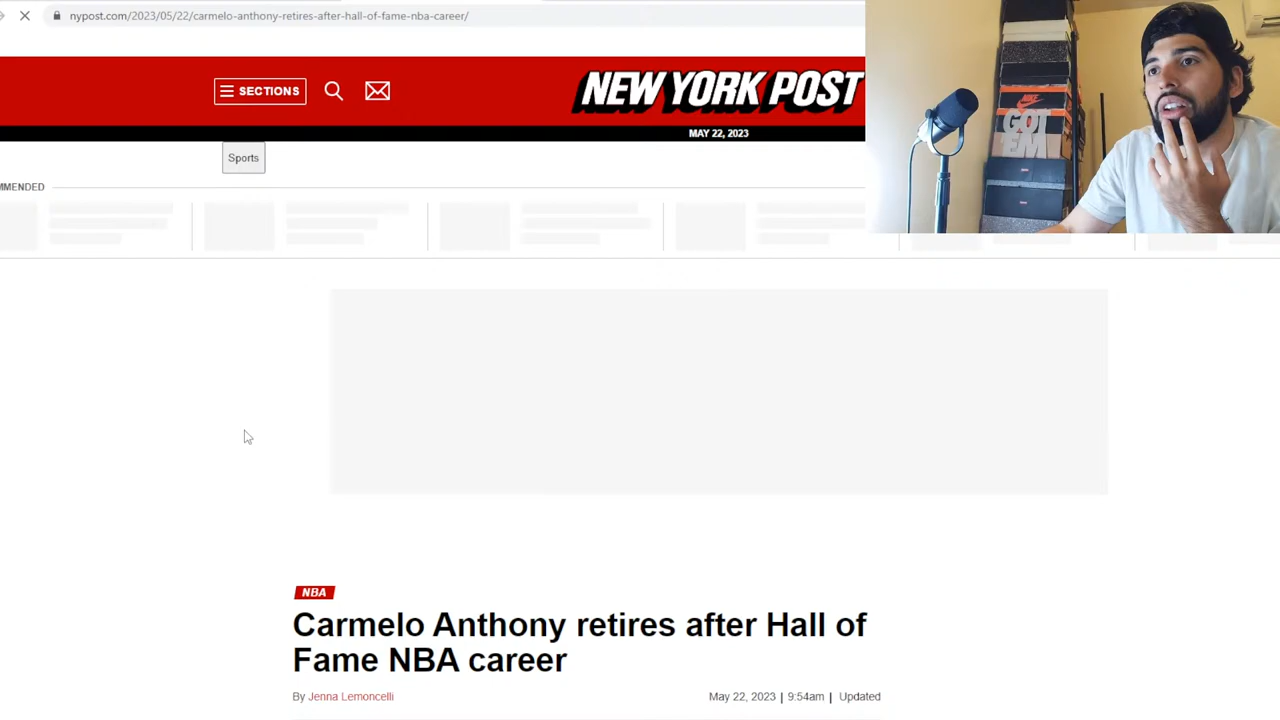 nypost.com/2023/05/22/carmelo-anthony-retires-after-hall-of-fame-nba-career/
SECTIONS
NEW YORK POST
MAY 22, 2023
Sports
MMENDED
GOT
EM
NBA
Carmelo Anthony retires after Hall of
Fame NBA career
By Jenna Lemoncelli
May 22, 2023 | 9:54am | Updated